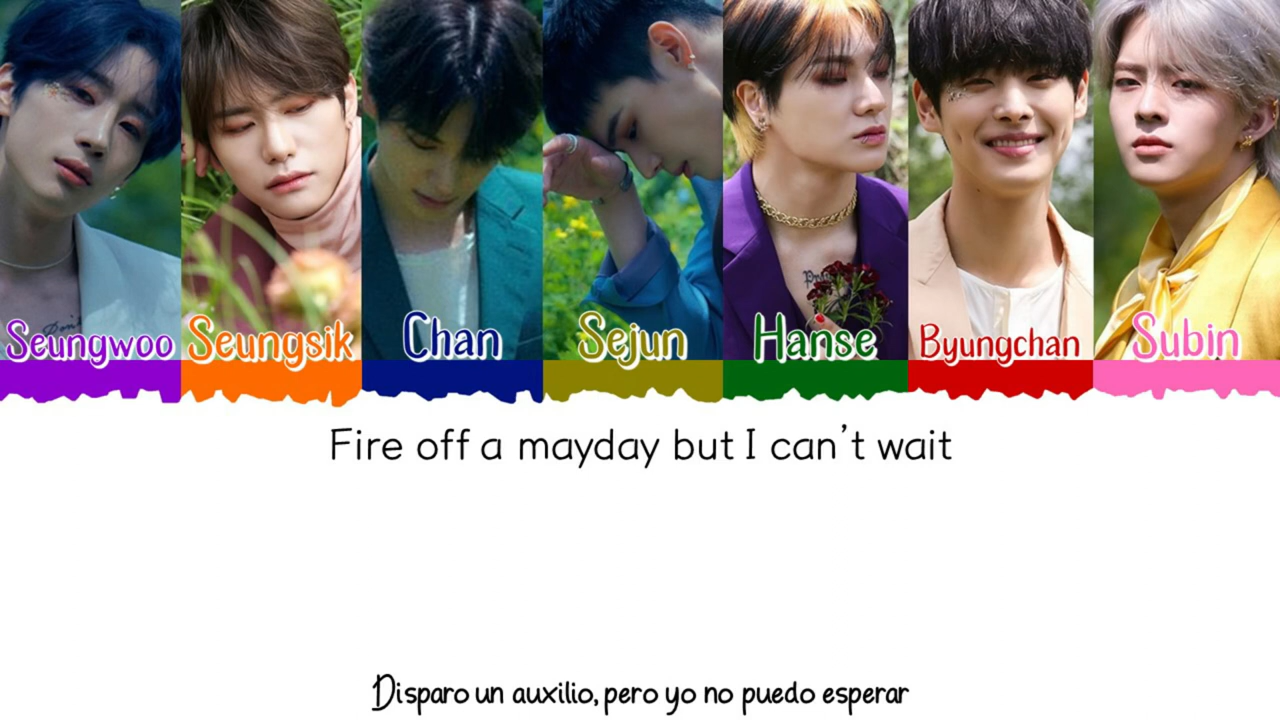 Seungwoo Seungsik Chan Sejun Hanse Byungchan Subin
Fire off a mayday but I can't wait
Disparo un auxilio, pero yo no puedo esperar